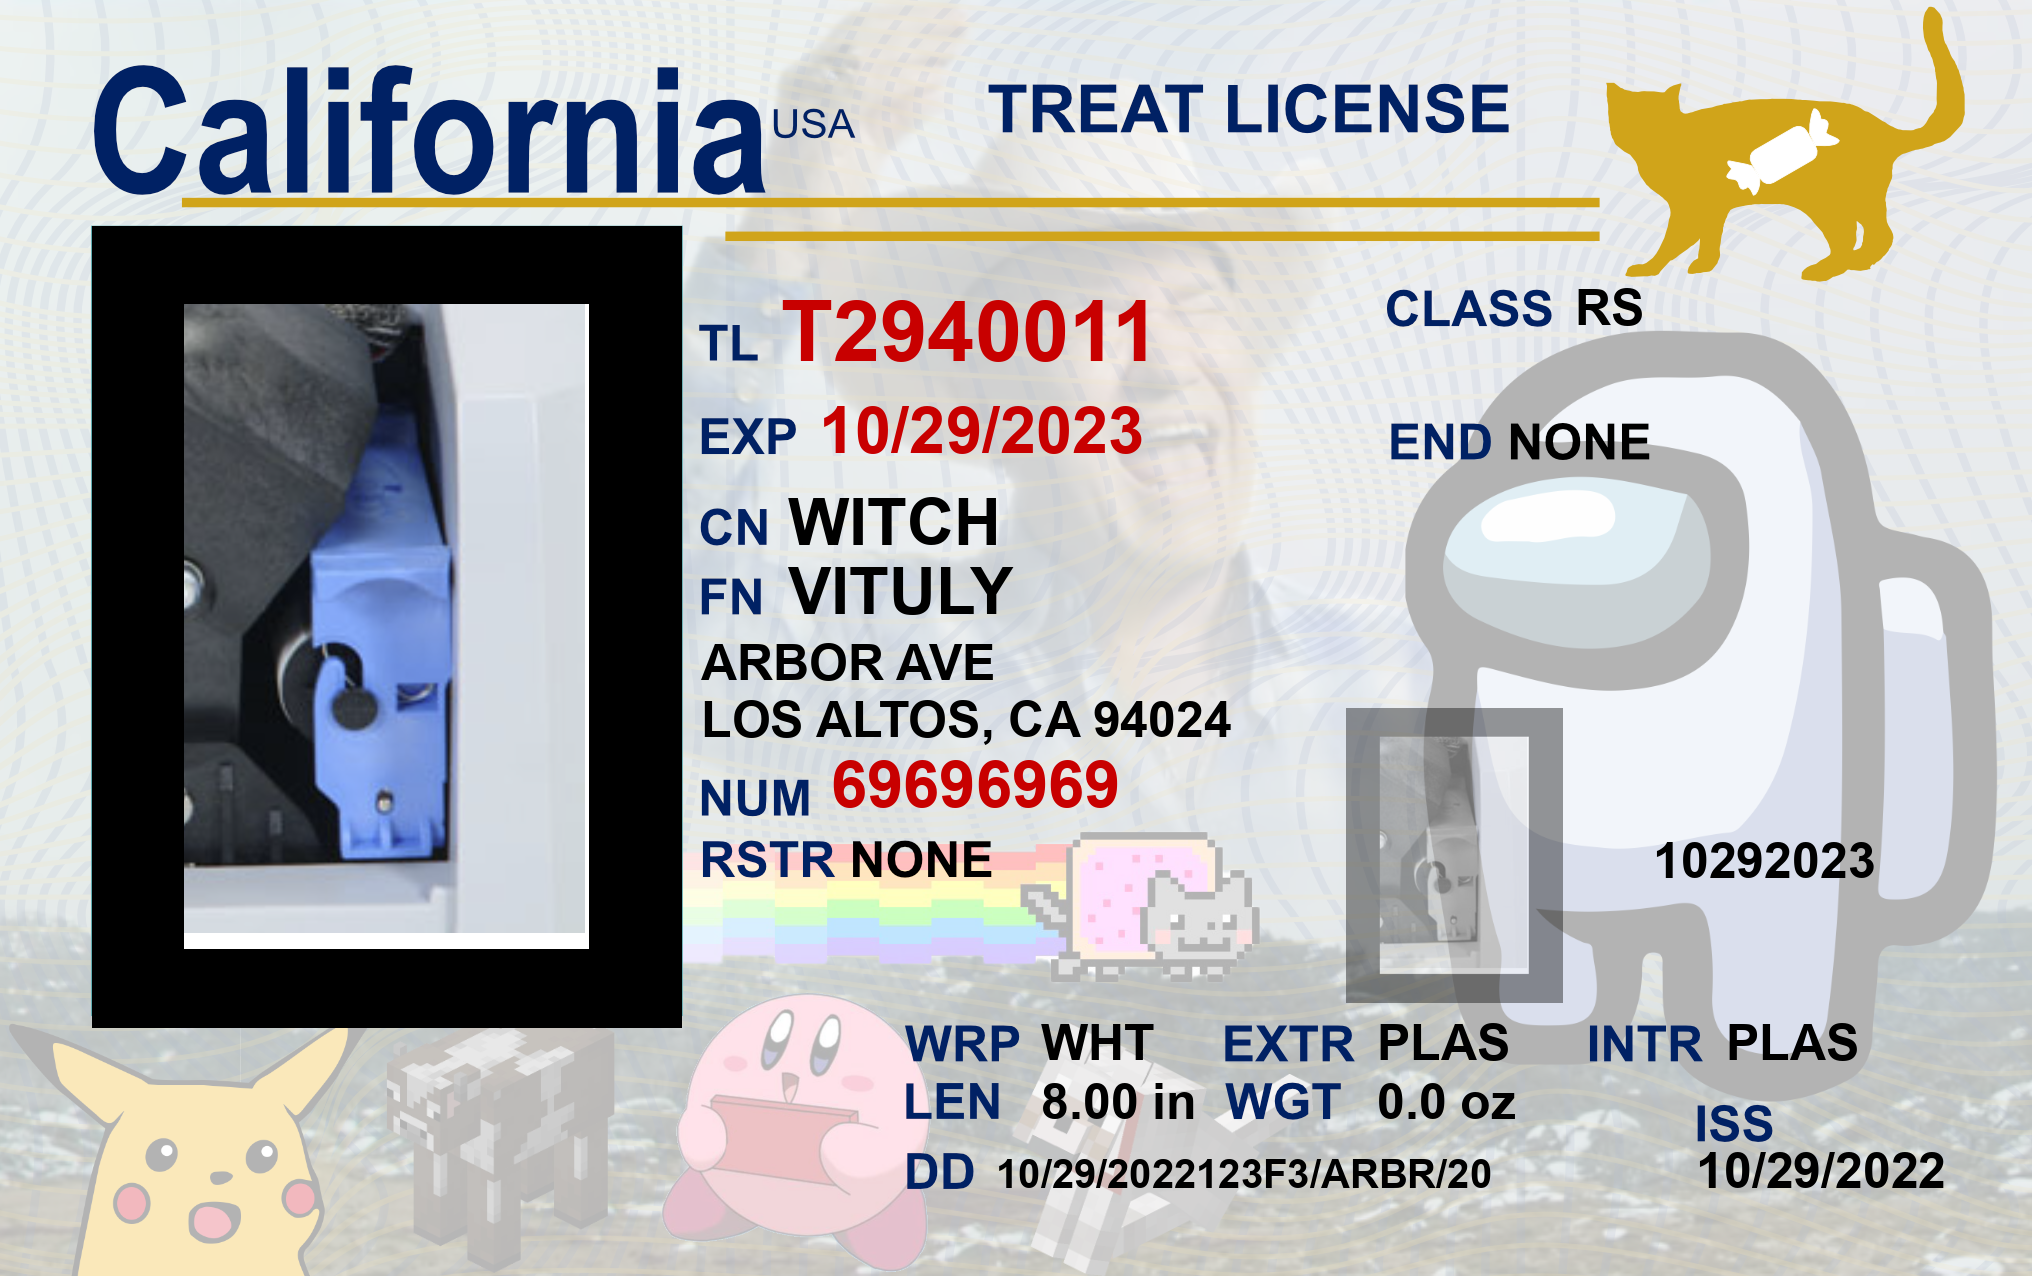 California USA TREAT LICENSE
TL T2940011 CLASS RS
EXP 10/29/2023 END NONE
CN WITCH
FN VITULY
ARBOR AVE
LOS ALTOS, CA 94024
NUM 69696969
RSTR NONE 10292023
WRP WHT EXTR PLAS INTR PLAS
LEN 8.00 in WGT 0.0 oz
ISS
DD 10/29/2022123F3/ARBR/20 10/29/2022